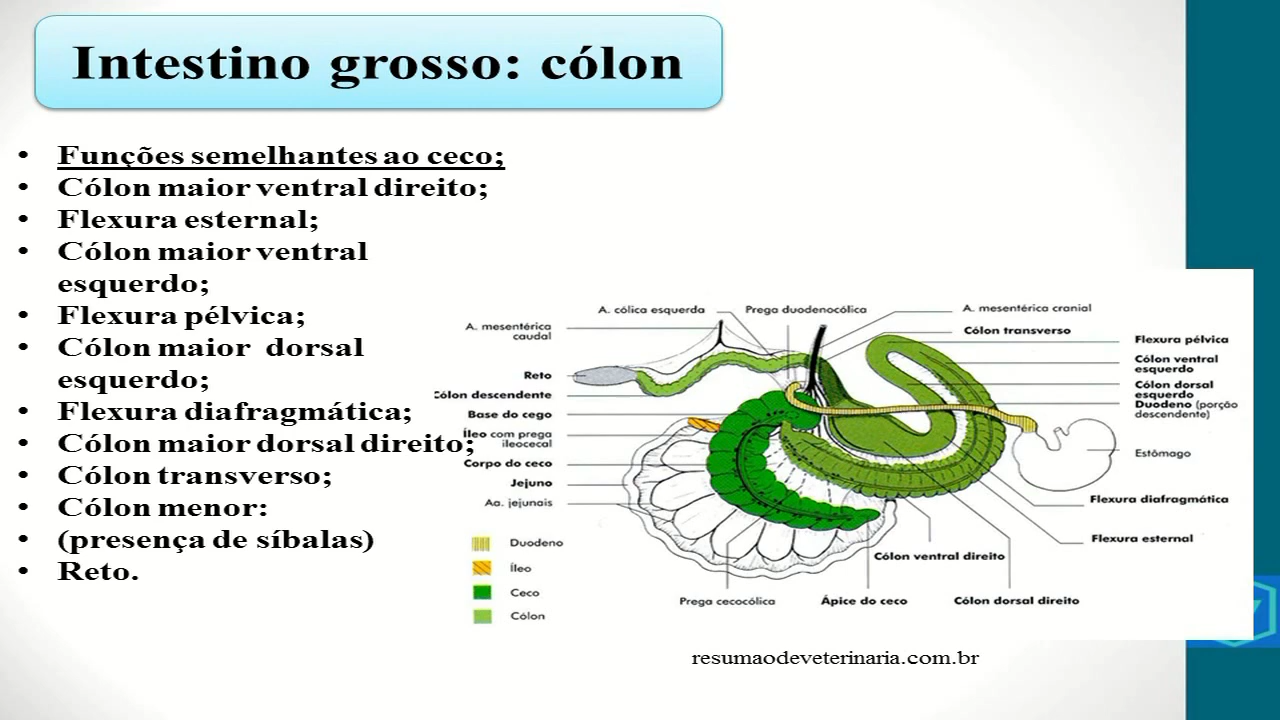 Intestino grosso: cólon
• Funções semelhantes ao ceco;
• Cólon maior ventral direito;
• Flexura esternal;
• Cólon maior ventral
esquerdo;
• Flexura pélvica;
• Cólon maior dorsal
esquerdo;
• Flexura diafragmática;
• Cólon maior dorsal direito;
• Cólon transverso;
• Cólon menor:
• (presença de síbalas)
• Reto.
A. cólica esquerda
Prega duodenocólica
A. mesentérica cranial
A. mesentérica
caudal
Cólon transverso
Flexura pélvica
Cólon ventral
esquerdo
Reto
Cólon dorsal
esquerdo
Cólon descendente
Duodeno (porção
descendente)
Base do cego
Íleo com prega
ileocecal
Estômago
Corpo do ceco
Jejuno
Aa. jejunais
Flexura diafragmática
Flexura esternal
Duodeno
Íleo
Ceco
Cólon
Cólon ventral direito
Prega cecocólica
Ápice do ceco
Cólon dorsal direito
resumaodeveterinaria.com.br